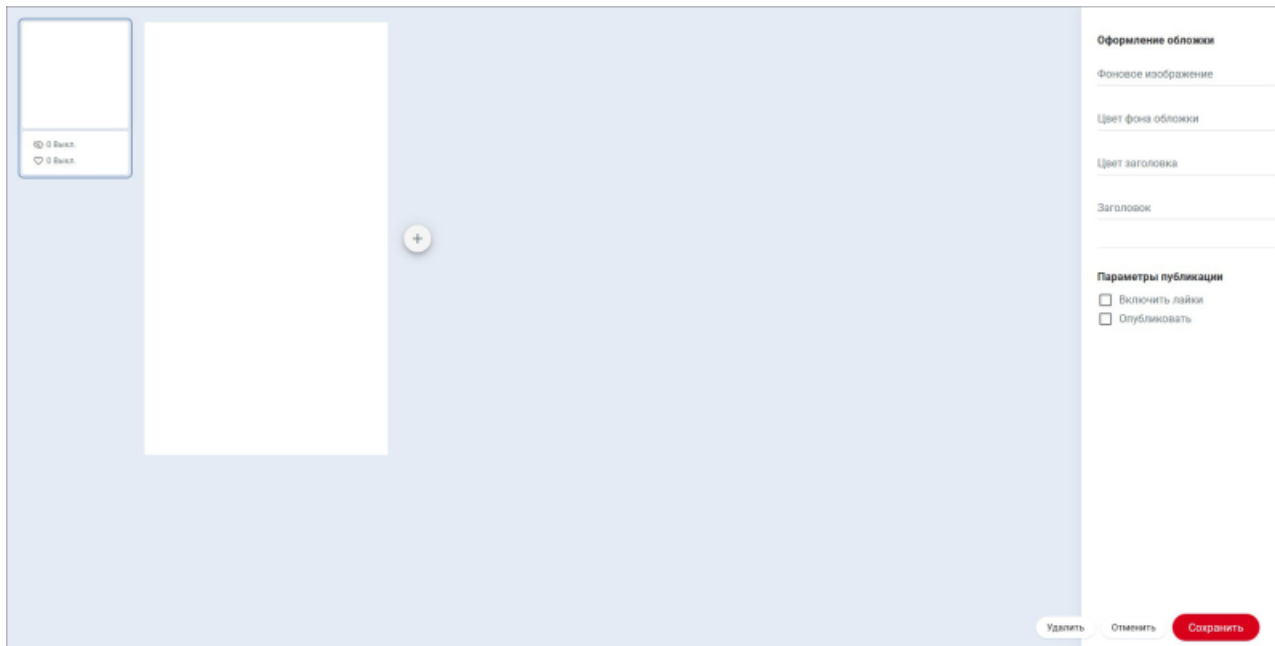 0 Выкл.
0 Выкл.
Оформление обложки
Фоновое изображение
Цвет фона обложки
Цвет заголовка
Заголовок
Параметры публикации
Включить лайки
Опубликовать
Удалить
Отменить
Сохранить